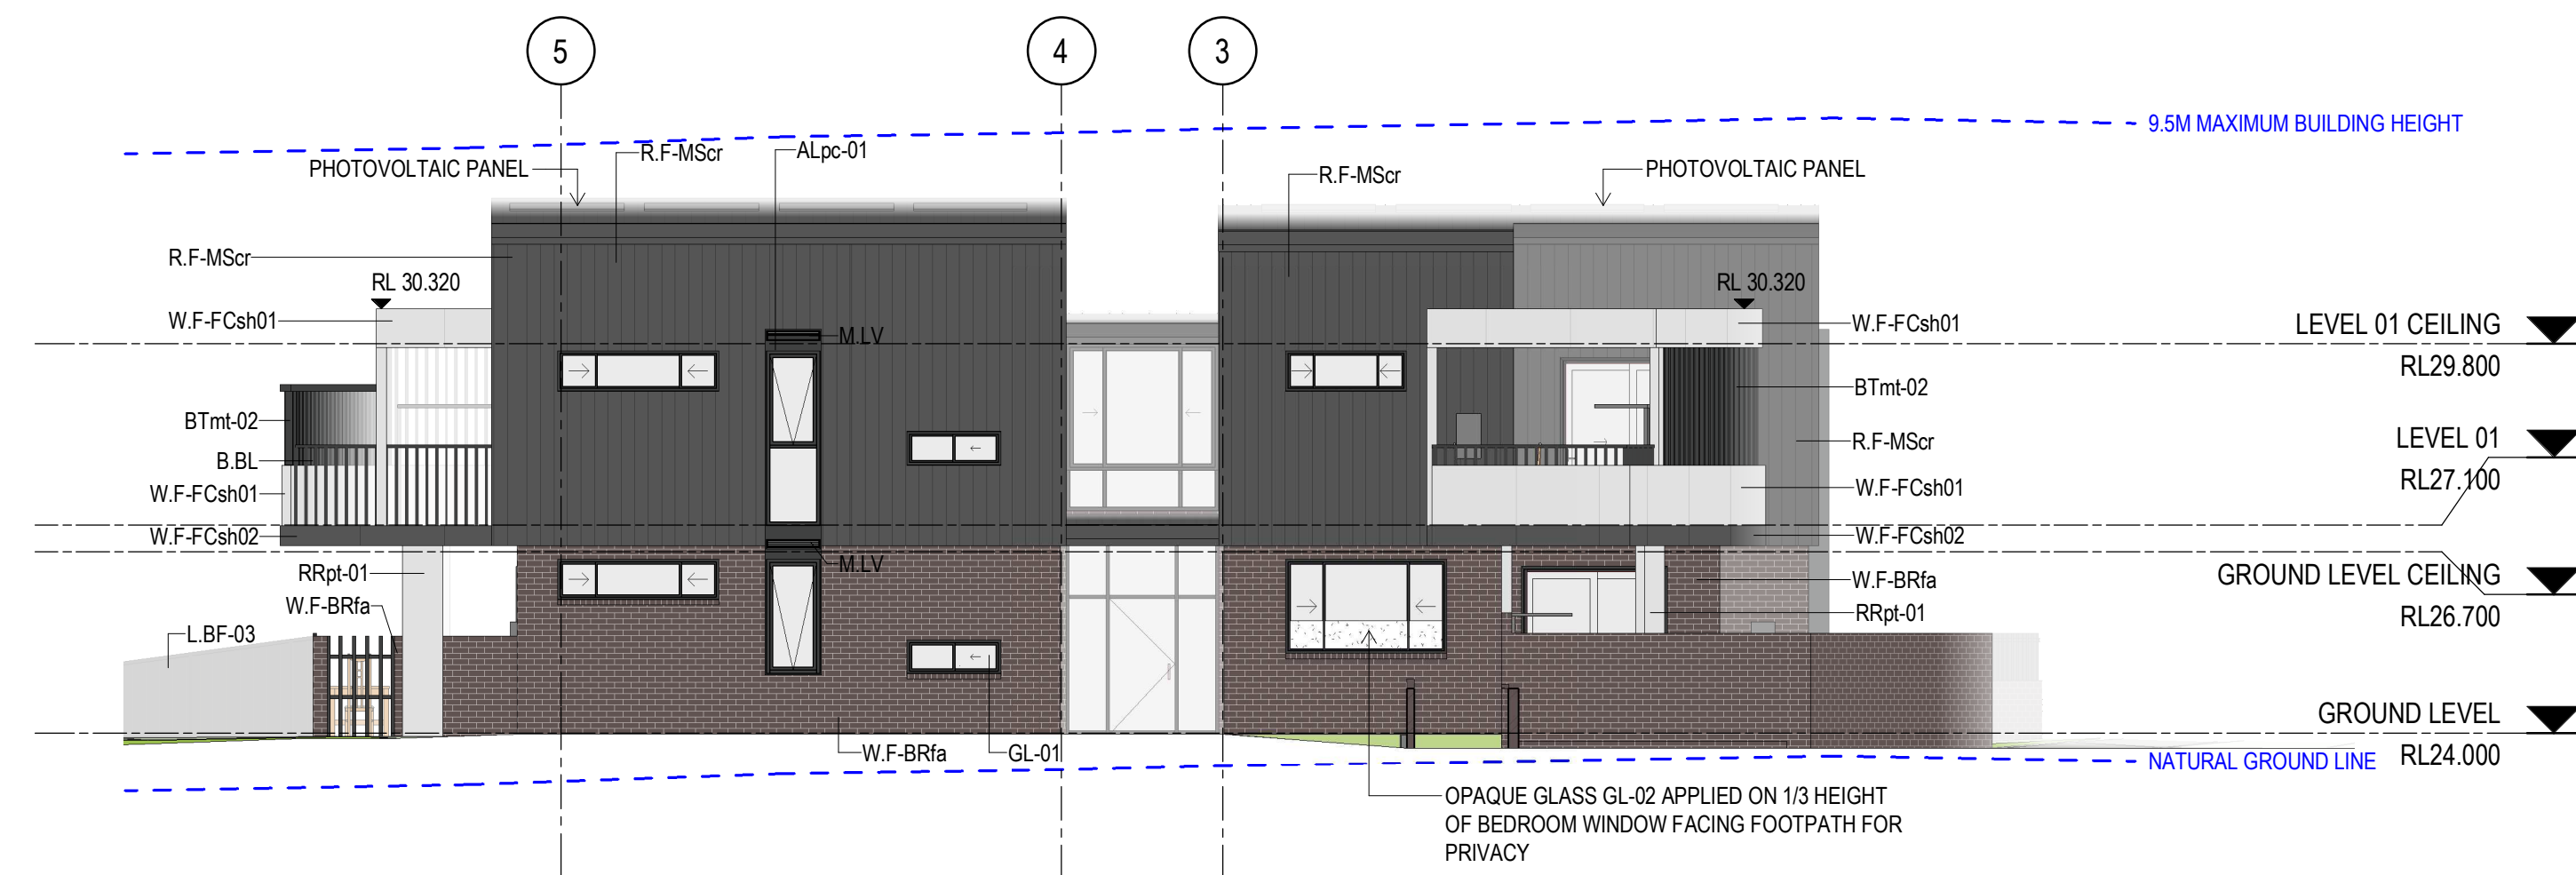 5
4
3
9.5M MAXIMUM BUILDING HEIGHT
R.F-MScr
ALpc-01
PHOTOVOLTAIC PANEL
R.F-MScr
PHOTOVOLTAIC PANEL
R.F-MScr
RL 30.320
RL 30.320
W.F-FCsh01
M.LV
W.F-FCsh01
LEVEL 01 CEILING
RL29.800
BTmt-02
BTmt-02
B.BL
R.F-MScr
LEVEL 01
RL27.100
W.F-FCsh01
W.F-FCsh01
W.F-FCsh02
W.F-FCsh02
M.LV
RRpt-01
W.F-BRfa
GROUND LEVEL CEILING
RL26.700
W.F-BRfa
RRpt-01
L.BF-03
GROUND LEVEL
RL24.000
W.F-BRfa
GL-01
NATURAL GROUND LINE
OPAQUE GLASS GL-02 APPLIED ON 1/3 HEIGHT
OF BEDROOM WINDOW FACING FOOTPATH FOR
PRIVACY